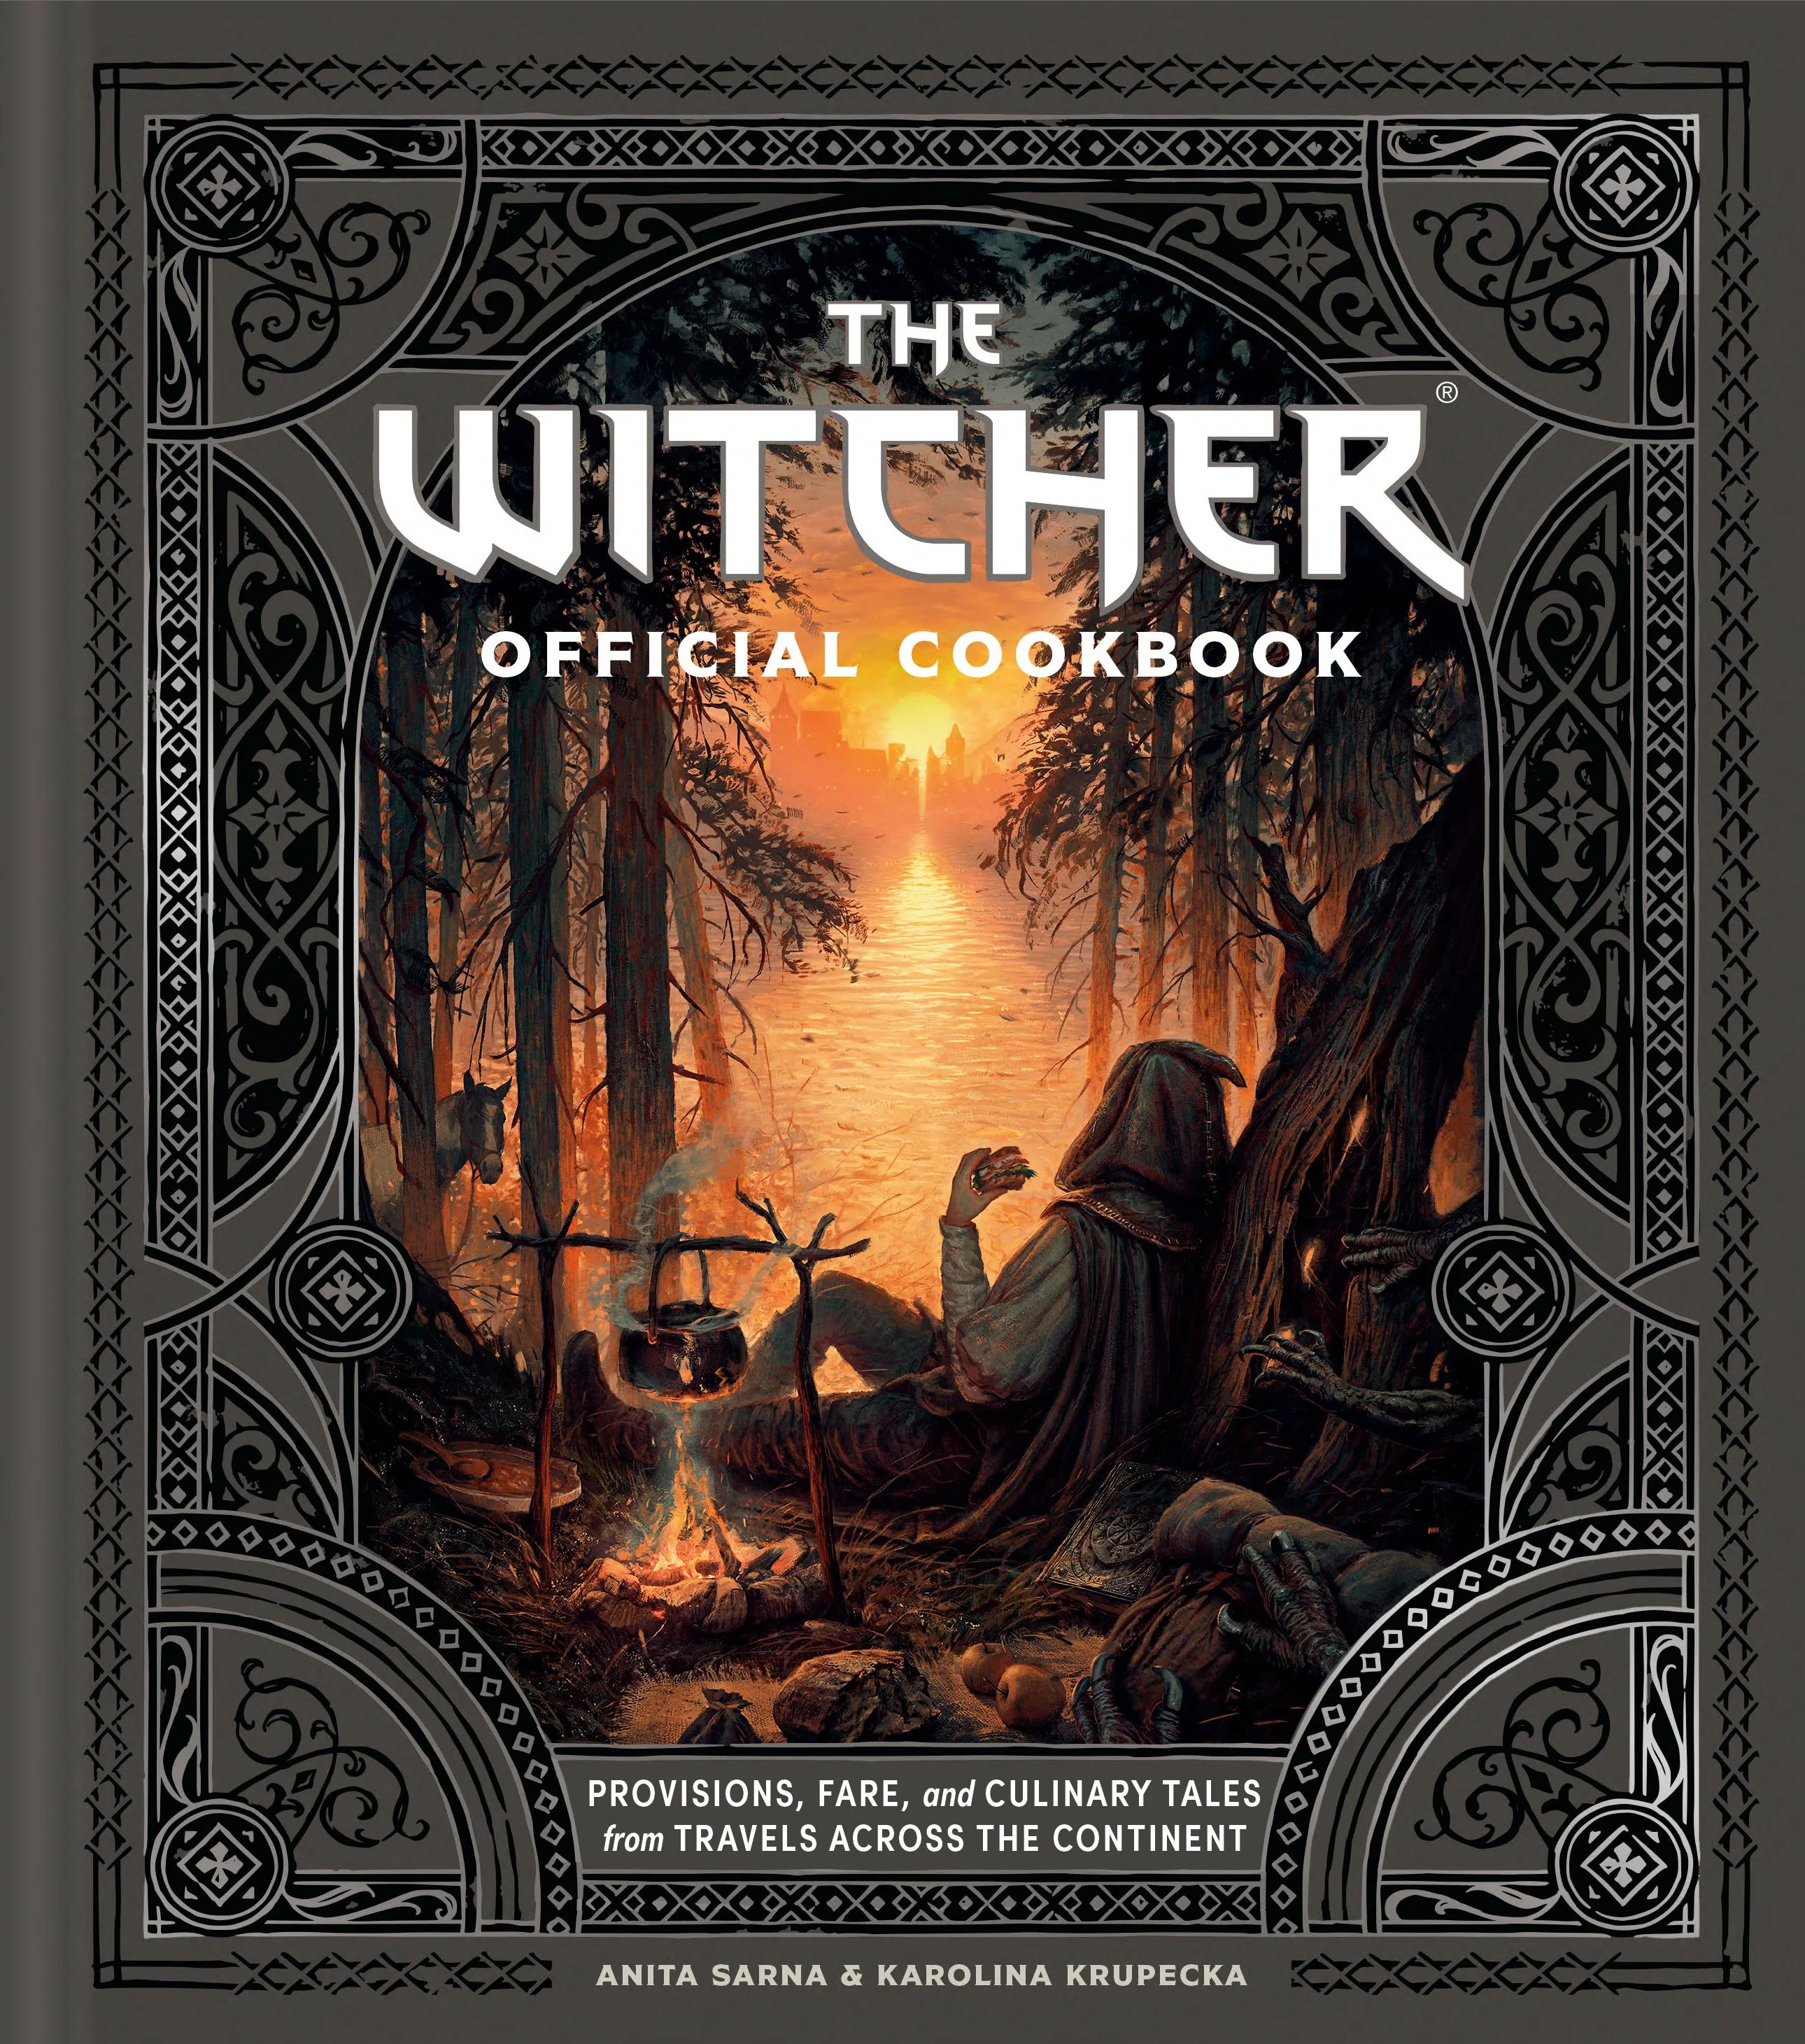 THE
WITCHER®
OFFICIAL COOKBOOK
PROVISIONS, FARE, and CULINARY TALES
from TRAVELS ACROSS THE CONTINENT
ANITA SARNA & KAROLINA KRUPECKA